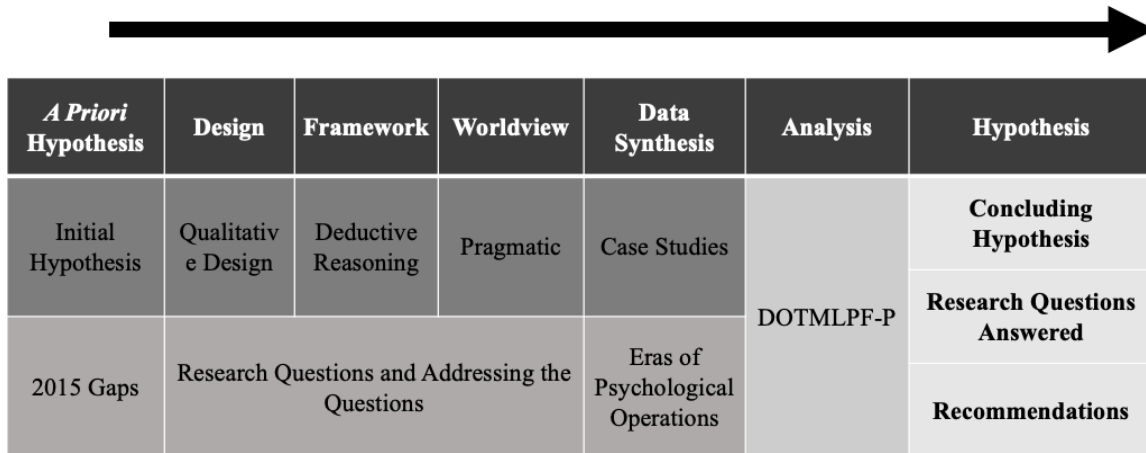 A Priori
Hypothesis
Design
Framework
Worldview
Data
Synthesis
Analysis
Hypothesis
Initial
Hypothesis
Qualitativ
e Design
Deductive
Reasoning
Pragmatic
Case Studies
DOTMLPF-P
Concluding
Hypothesis
Research Questions
Answered
Recommendations
2015 Gaps
Research Questions and Addressing the
Questions
Eras of
Psychological
Operations